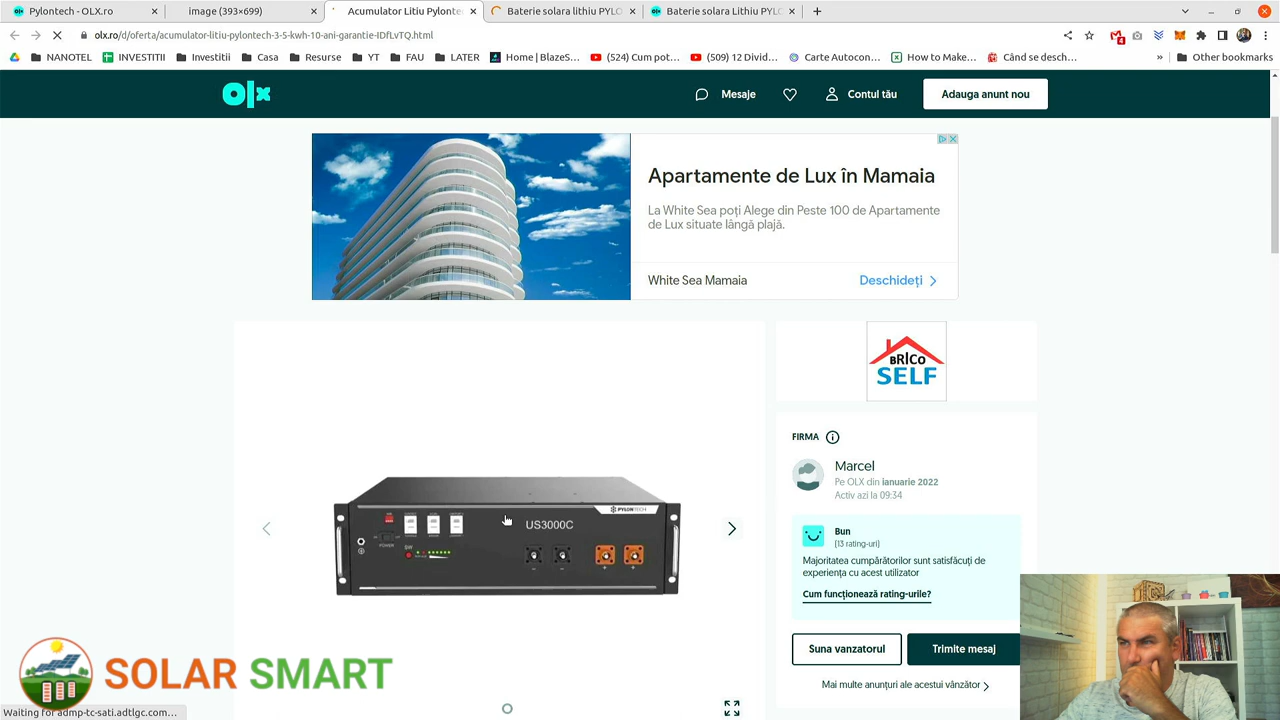 Pylontech - OLX.ro
image (393×699)
Acumulator Litiu Pylonte
Baterie solara lithiu PYLO
Baterie solara Lithiu PYLO
olx.ro/d/oferta/acumulator-litiu-pylontech-3-5-kwh-10-ani-garantie-IDfLvTQ.html
NANOTEL
INVESTITII
Investitii
Casa
Resurse
YT
FAU
LATER
Home | BlazeS...
(524) Cum pot...
(509) 12 Divid...
Carte Autocon...
How to Make...
Când se desch...
»
Other bookmarks
olx
Mesaje
Contul tău
Adauga anunt nou
Apartamente de Lux în Mamaia
La White Sea poți Alege din Peste 100 de Apartamente
de Lux situate lângă plajă.
White Sea Mamaia
Deschideți
BRICO
SELF
FIRMA
Marcel
Pe OLX din ianuarie 2022
Activ azi la 09:34
PYLONTECH
US3000C
POWER
SW
Bun
(13 rating-uri)
Majoritatea cumpărătorilor sunt satisfăcuți de
experiența cu acest utilizator
Cum funcționează rating-urile?
Suna vanzatorul
Trimite mesaj
Mai multe anunțuri ale acestui vânzător
SOLAR SMART
Waiting for admp-tc-sati.adtlgc.com...